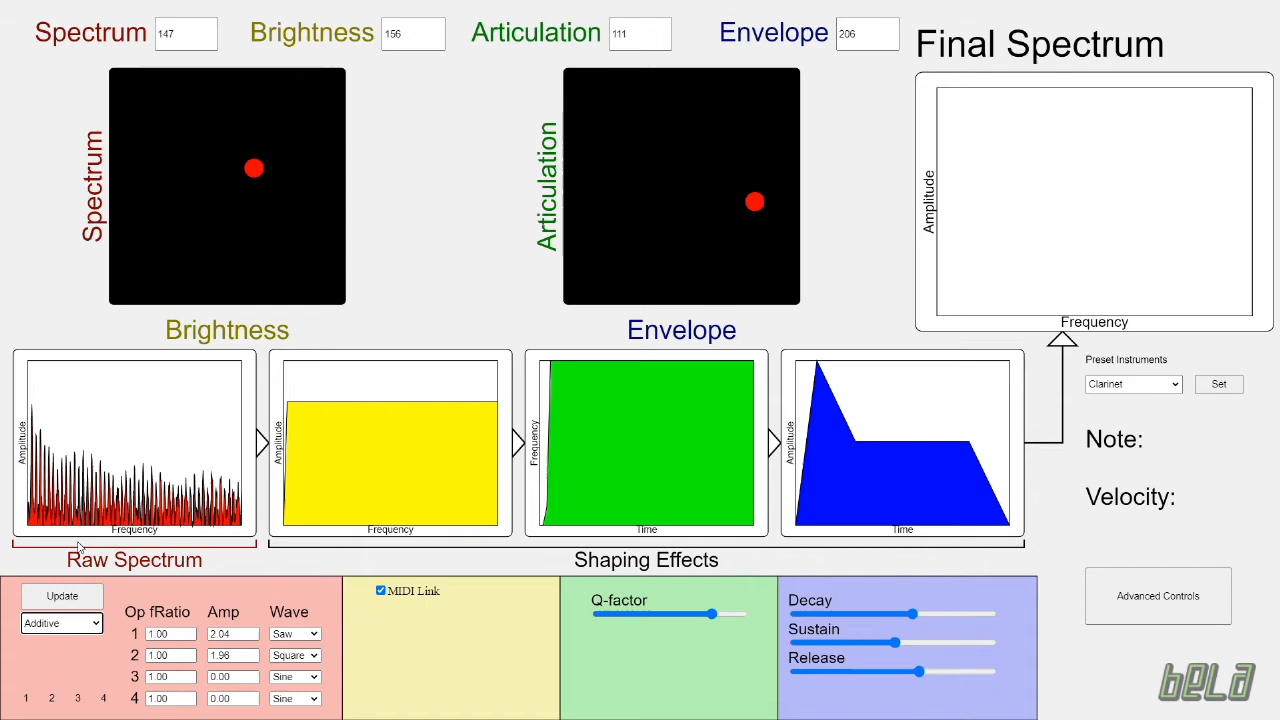 Spectrum 147 Brightness 156 Articulation 111 Envelope 206
Final Spectrum
Spectrum
Articulation
Amplitude
Frequency
Brightness
Envelope
Preset Instruments
Clarinet Set
Amplitude
Amplitude
Frequency
Amplitude
Note:
Velocity:
Frequency
Frequency
Time
Time
Raw Spectrum
Shaping Effects
Update
Additive
Op fRatio Amp Wave
1 1.00 2.04 Saw
2 1.00 1.96 Square
3 1.00 0.00 Sine
4 1.00 0.00 Sine
1 2 3 4
MIDI Link
Q-factor
Decay
Sustain
Release
Advanced Controls
bela